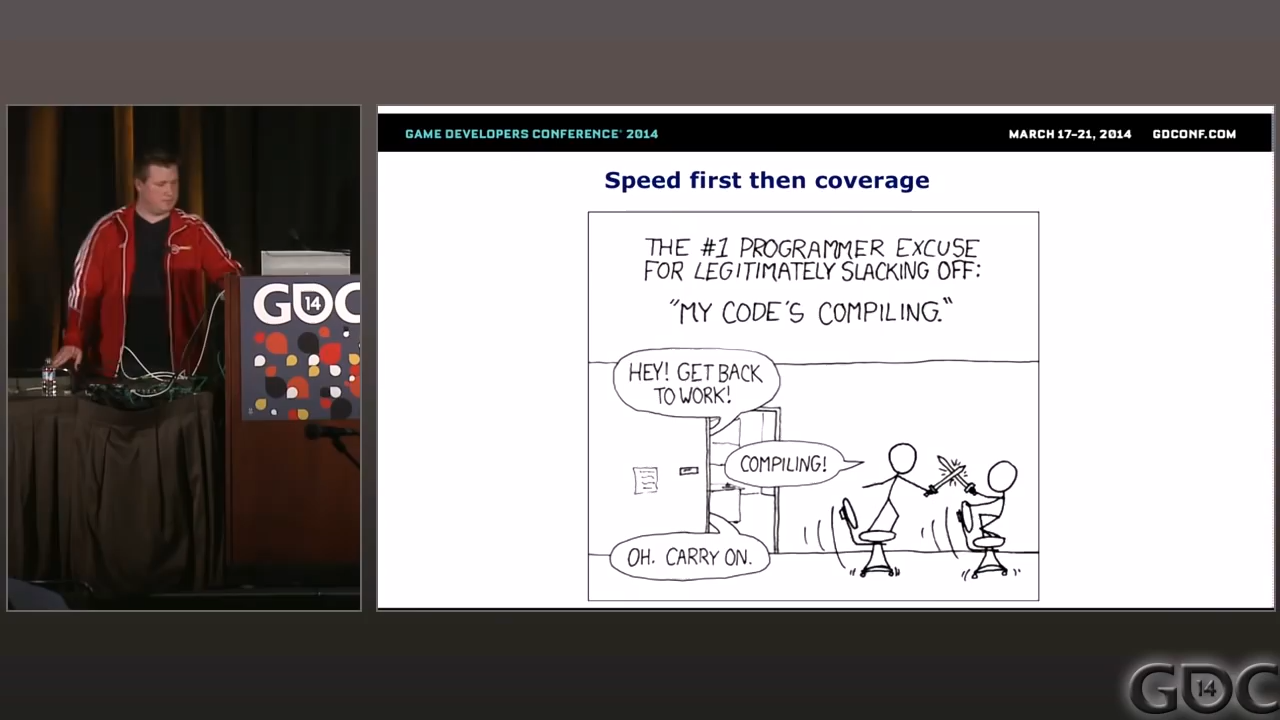 GAME DEVELOPERS CONFERENCE® 2014
MARCH 17–21, 2014 GDCONF.COM
Speed first then coverage
THE #1 PROGRAMMER EXCUSE
FOR LEGITIMATELY SLACKING OFF:
"MY CODE'S COMPILING."
HEY! GET BACK
TO WORK!
COMPILING!
OH. CARRY ON.
GDC
14
GDC
14